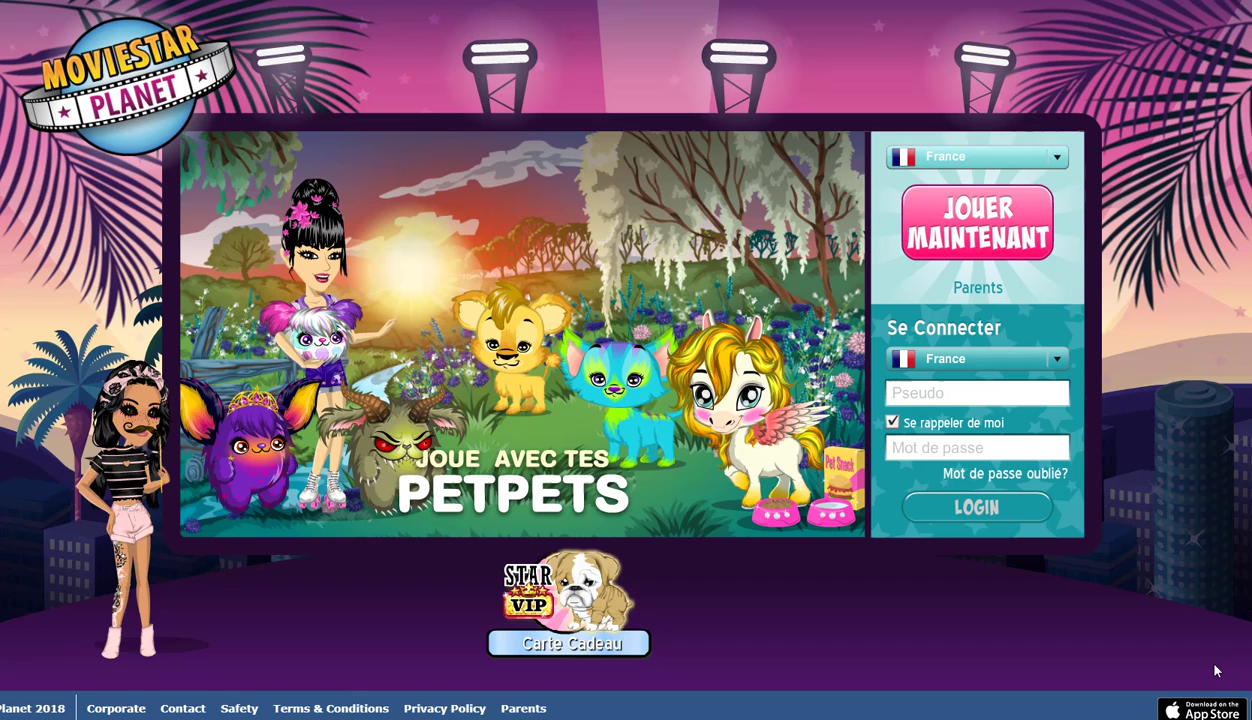 MOVIESTAR
PLANET
France
JOUER
MAINTENANT
Parents
Se Connecter
France
Pseudo
Se rappeler de moi
Mot de passe
Mot de passe oublié?
LOGIN
Pet Snack
JOUE AVEC TES
PETPETS
STAR
VIP
Carte Cadeau
Planet 2018
Corporate Contact Safety Terms & Conditions Privacy Policy Parents
Download on the
App Store